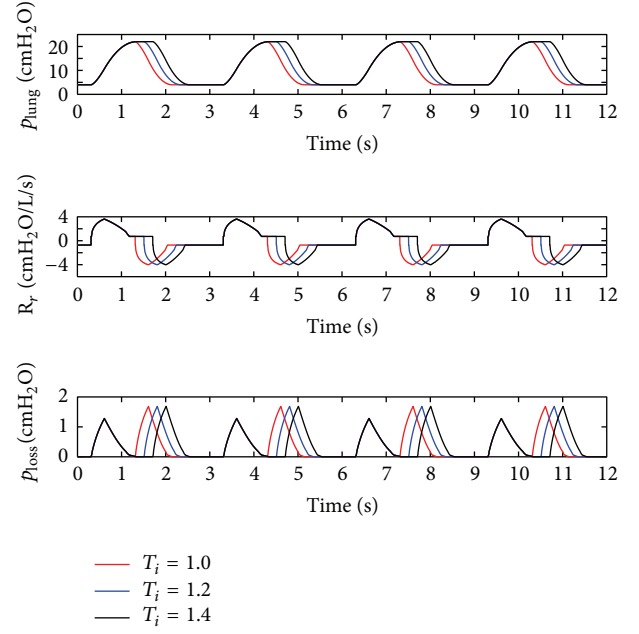 20
10
0
p_lung (cmH₂O)
0 1 2 3 4 5 6 7 8 9 10 11 12
Time (s)
4
0
−4
R_r (cmH₂O/L/s)
0 1 2 3 4 5 6 7 8 9 10 11 12
Time (s)
2
1
0
p_loss (cmH₂O)
0 1 2 3 4 5 6 7 8 9 10 11 12
Time (s)
T_i = 1.0
T_i = 1.2
T_i = 1.4